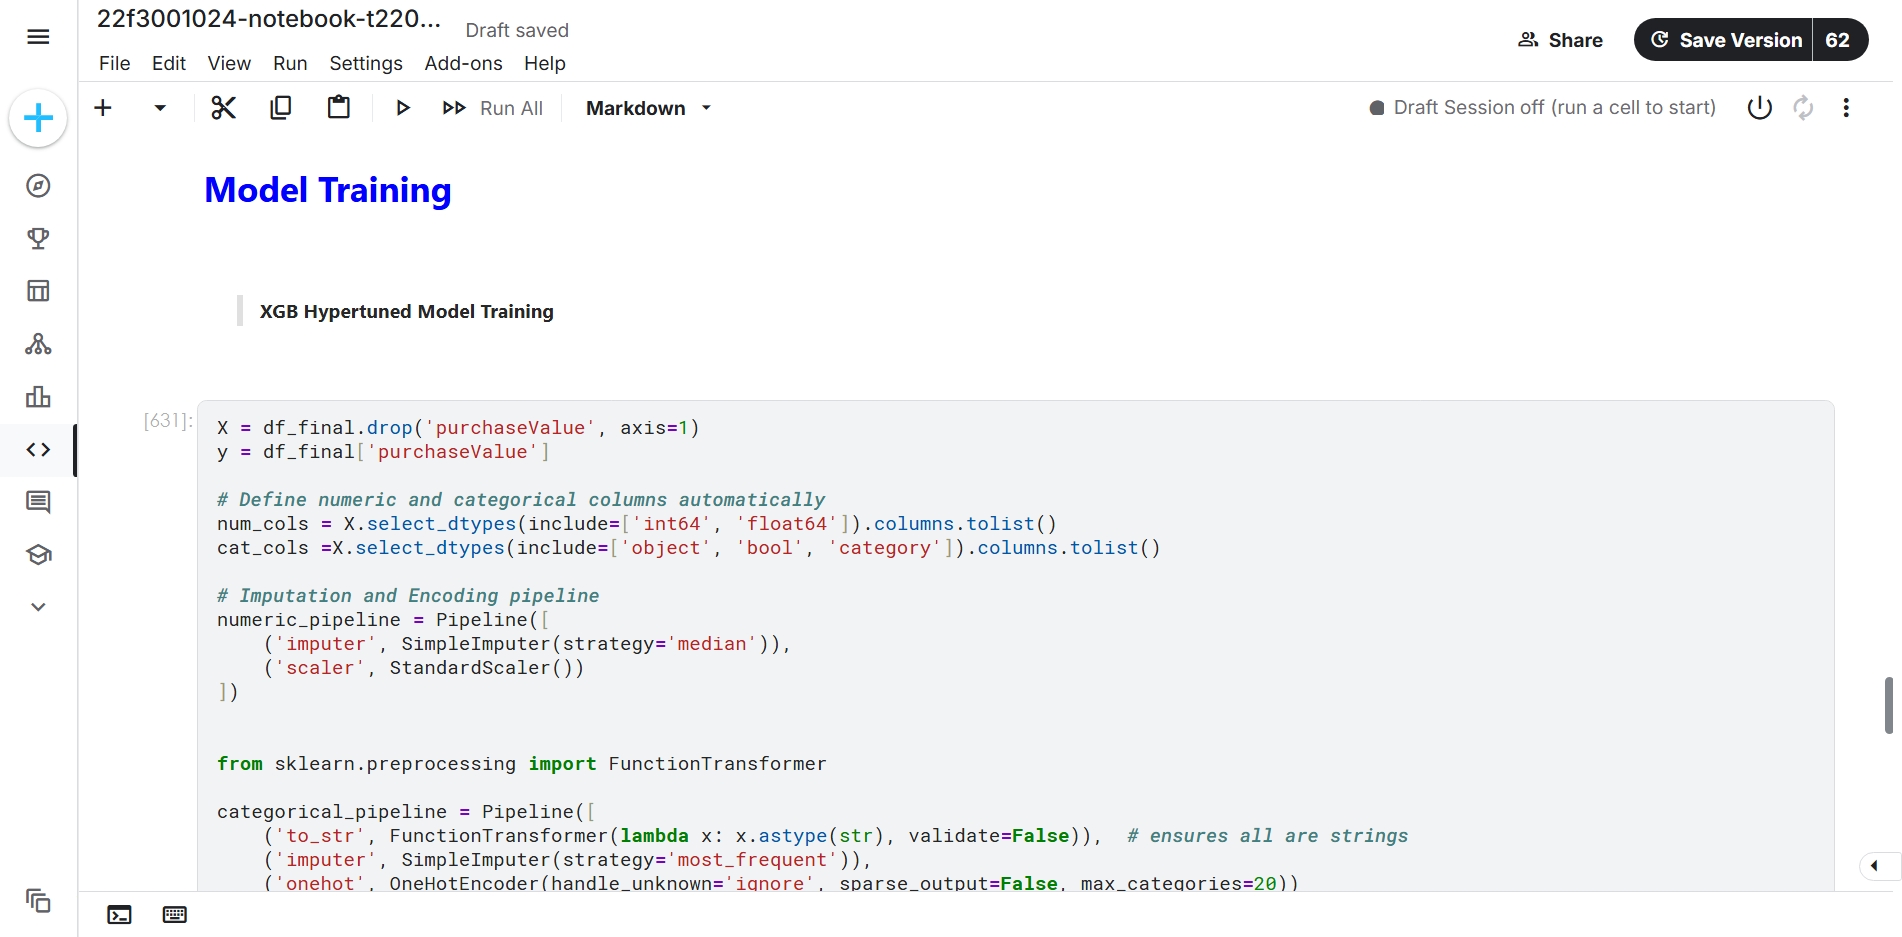 22f3001024-notebook-t220...
Draft saved
File Edit View Run Settings Add-ons Help
Share
Save Version 62
Run All
Markdown
Draft Session off (run a cell to start)
Model Training
XGB Hypertuned Model Training
[631]:
X = df_final.drop('purchaseValue', axis=1)
y = df_final['purchaseValue']
# Define numeric and categorical columns automatically
num_cols = X.select_dtypes(include=['int64', 'float64']).columns.tolist()
cat_cols =X.select_dtypes(include=['object', 'bool', 'category']).columns.tolist()
# Imputation and Encoding pipeline
numeric_pipeline = Pipeline([
    ('imputer', SimpleImputer(strategy='median')),
    ('scaler', StandardScaler())
])
from sklearn.preprocessing import FunctionTransformer
categorical_pipeline = Pipeline([
    ('to_str', FunctionTransformer(lambda x: x.astype(str), validate=False)),  # ensures all are strings
    ('imputer', SimpleImputer(strategy='most_frequent')),
    ('onehot', OneHotEncoder(handle_unknown='ignore', sparse_output=False, max_categories=20))